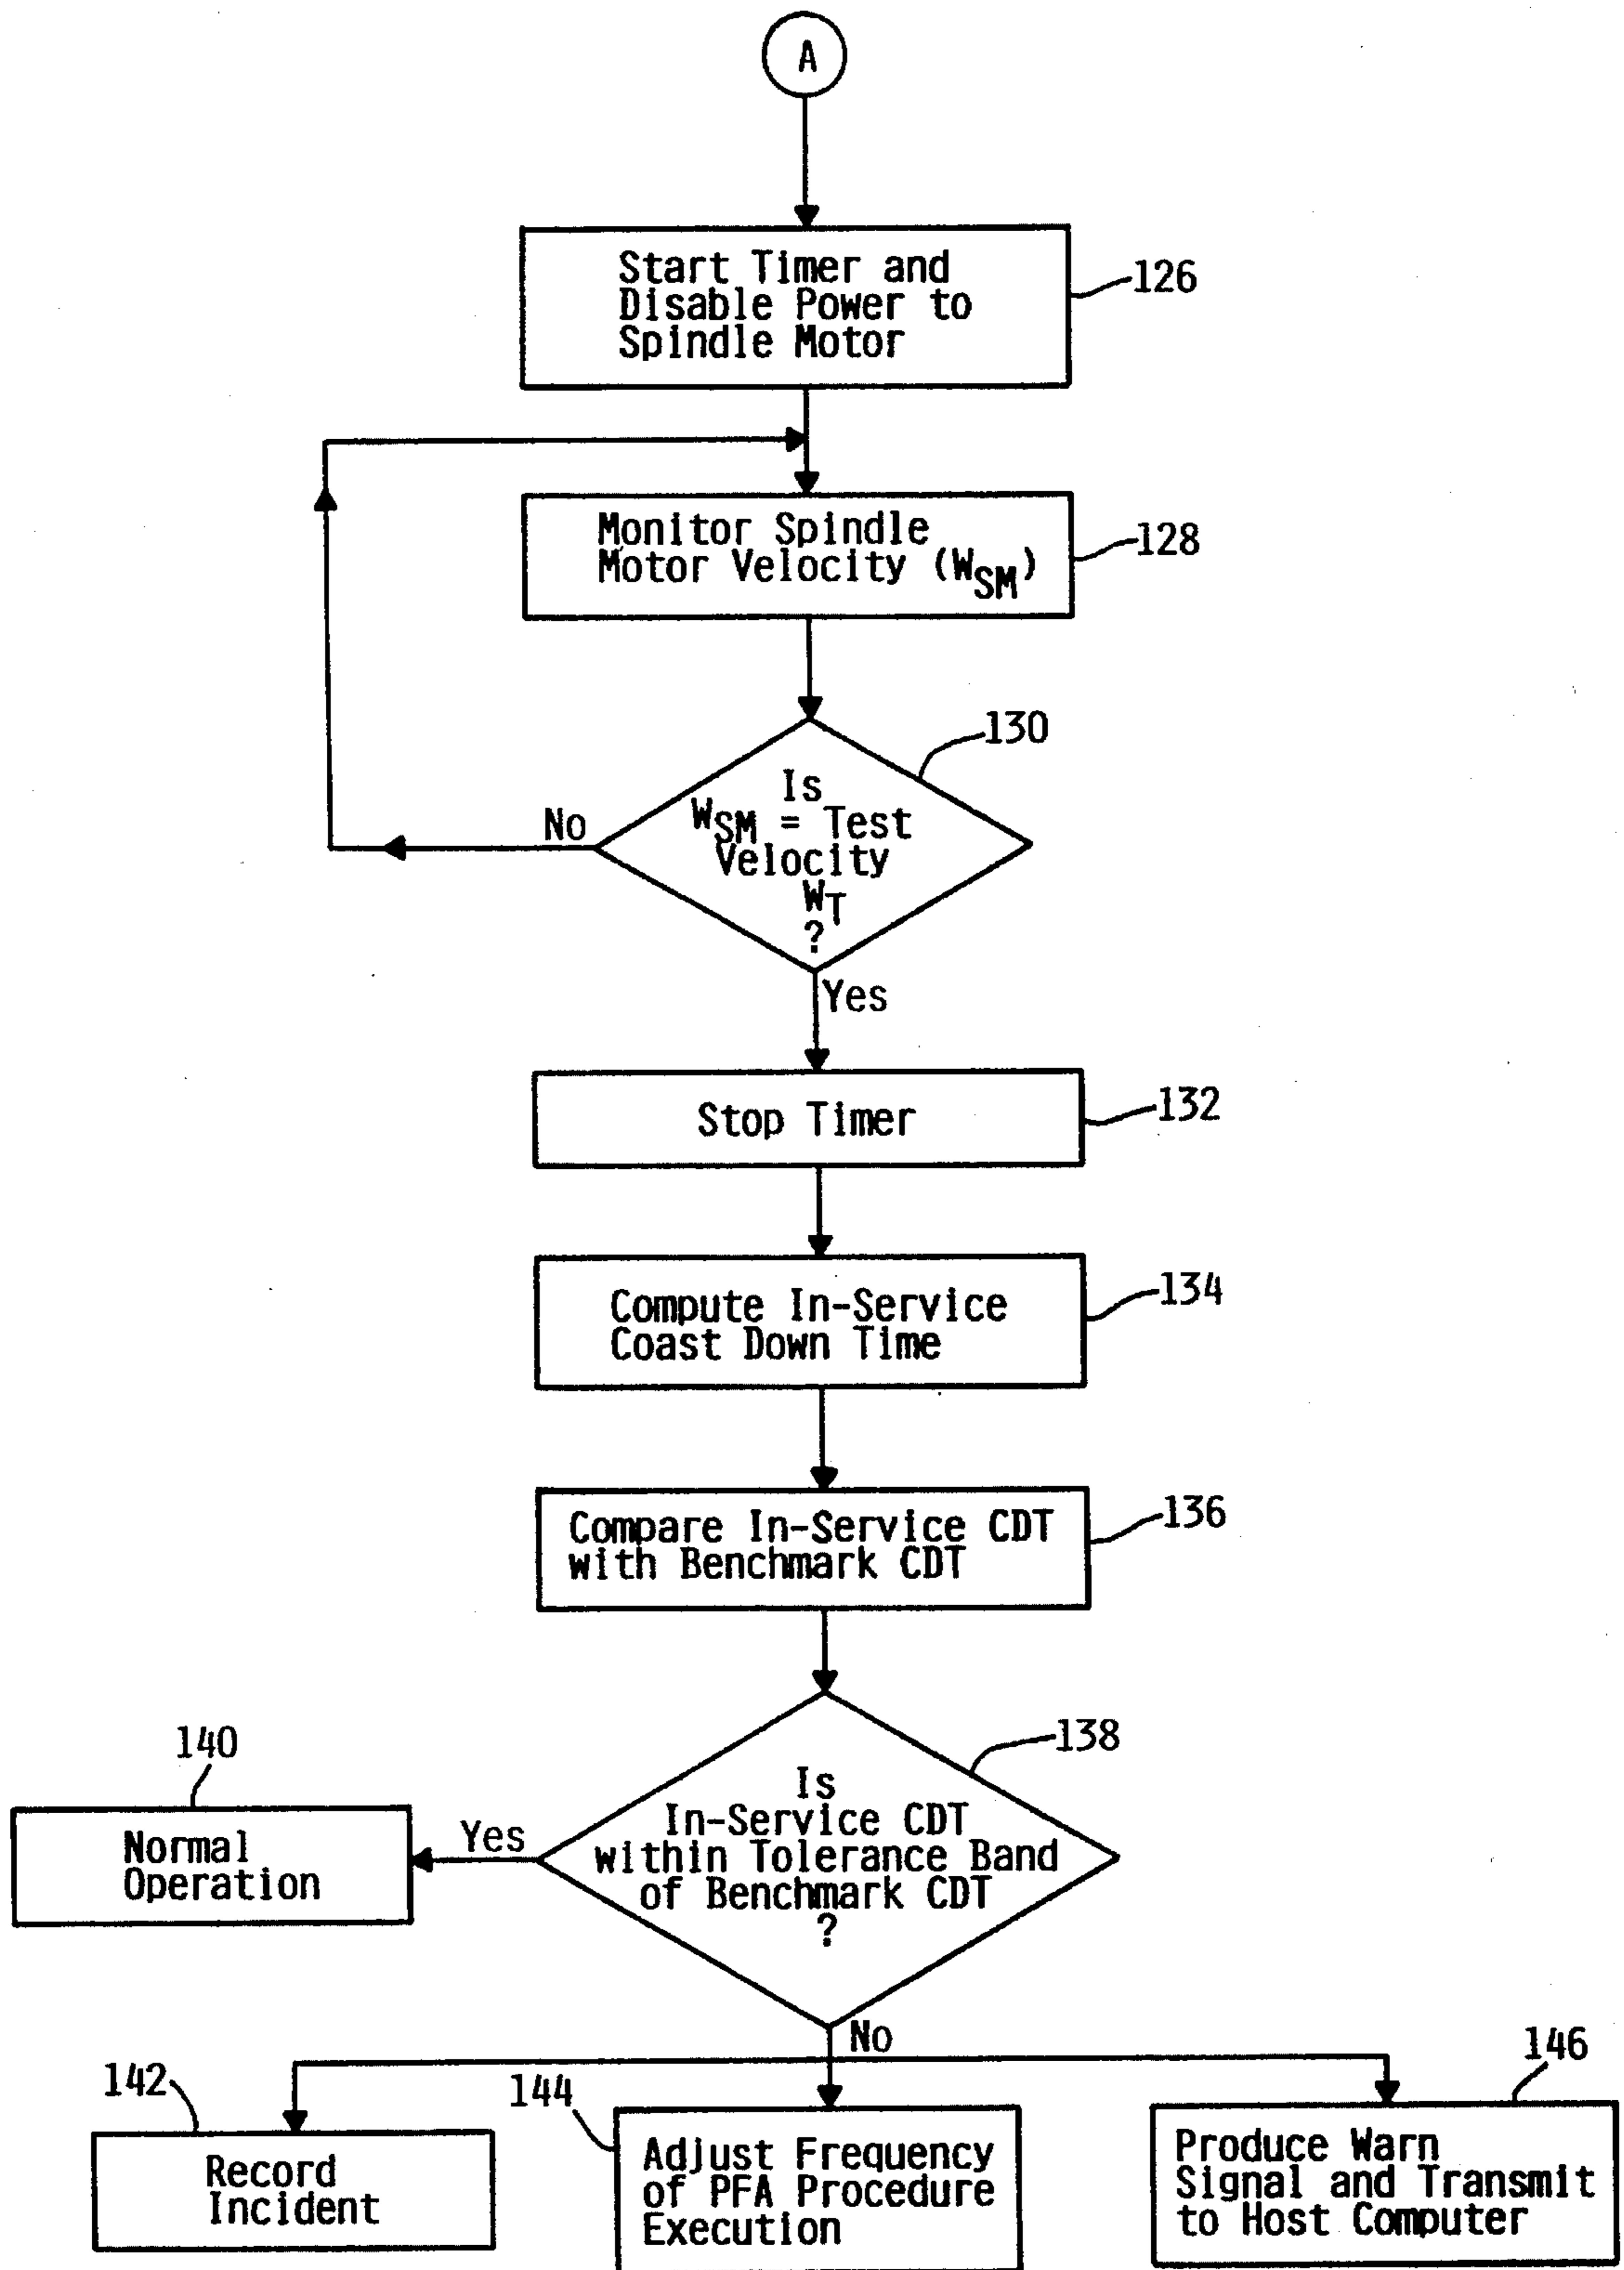 A
Start Timer and
Disable Power to
Spindle Motor
126
Monitor Spindle
Motor Velocity (WSM)
128
130
Is
WSM = Test
Velocity
WT
?
No
Yes
Stop Timer
132
Compute In-Service
Coast Down Time
134
Compare In-Service CDT
with Benchmark CDT
136
138
Is
In-Service CDT
within Tolerance Band
of Benchmark CDT
?
Yes
140
Normal
Operation
No
142
Record
Incident
144
Adjust Frequency
of PFA Procedure
Execution
146
Produce Warn
Signal and Transmit
to Host Computer